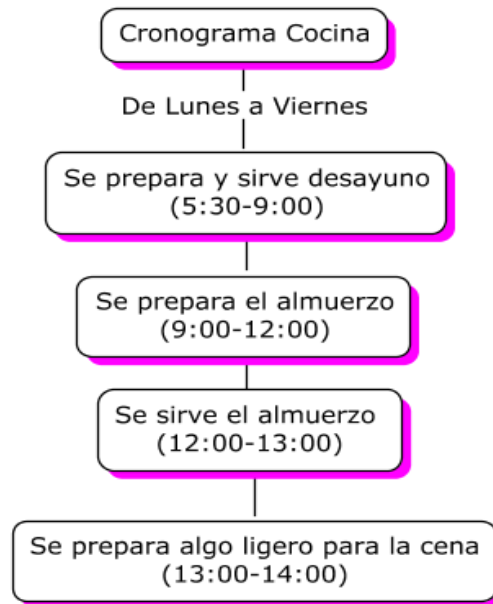 Cronograma Cocina
De Lunes a Viernes
Se prepara y sirve desayuno
(5:30-9:00)
Se prepara el almuerzo
(9:00-12:00)
Se sirve el almuerzo
(12:00-13:00)
Se prepara algo ligero para la cena
(13:00-14:00)